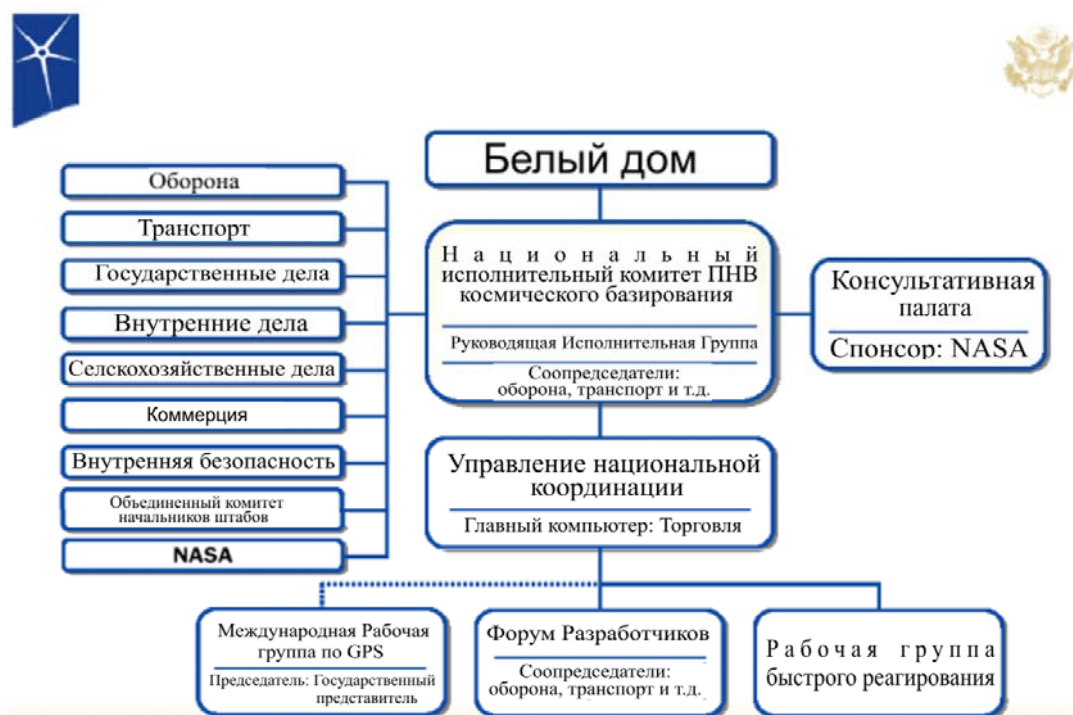 Белый дом
Оборона
Транспорт
Государственные дела
Внутренние дела
Селскохозяйственные дела
Коммерция
Внутренняя безопасность
Объединенный комитет
начальников штабов
NASA
Национальный
исполнительный комитет ПНВ
космического базирования
Руководящая Исполнительная Группа
Соопредседатели:
оборона, транспорт и т.д.
Консультативная
палата
Спонсор: NASA
Управление национальной
координации
Главный компьютер: Торговля
Международная Рабочая
группа по GPS
Председатель: Государственный
представитель
Форум Разработчиков
Соопредседатели:
оборона, транспорт и т.д.
Рабочая группа
быстрого реагирования